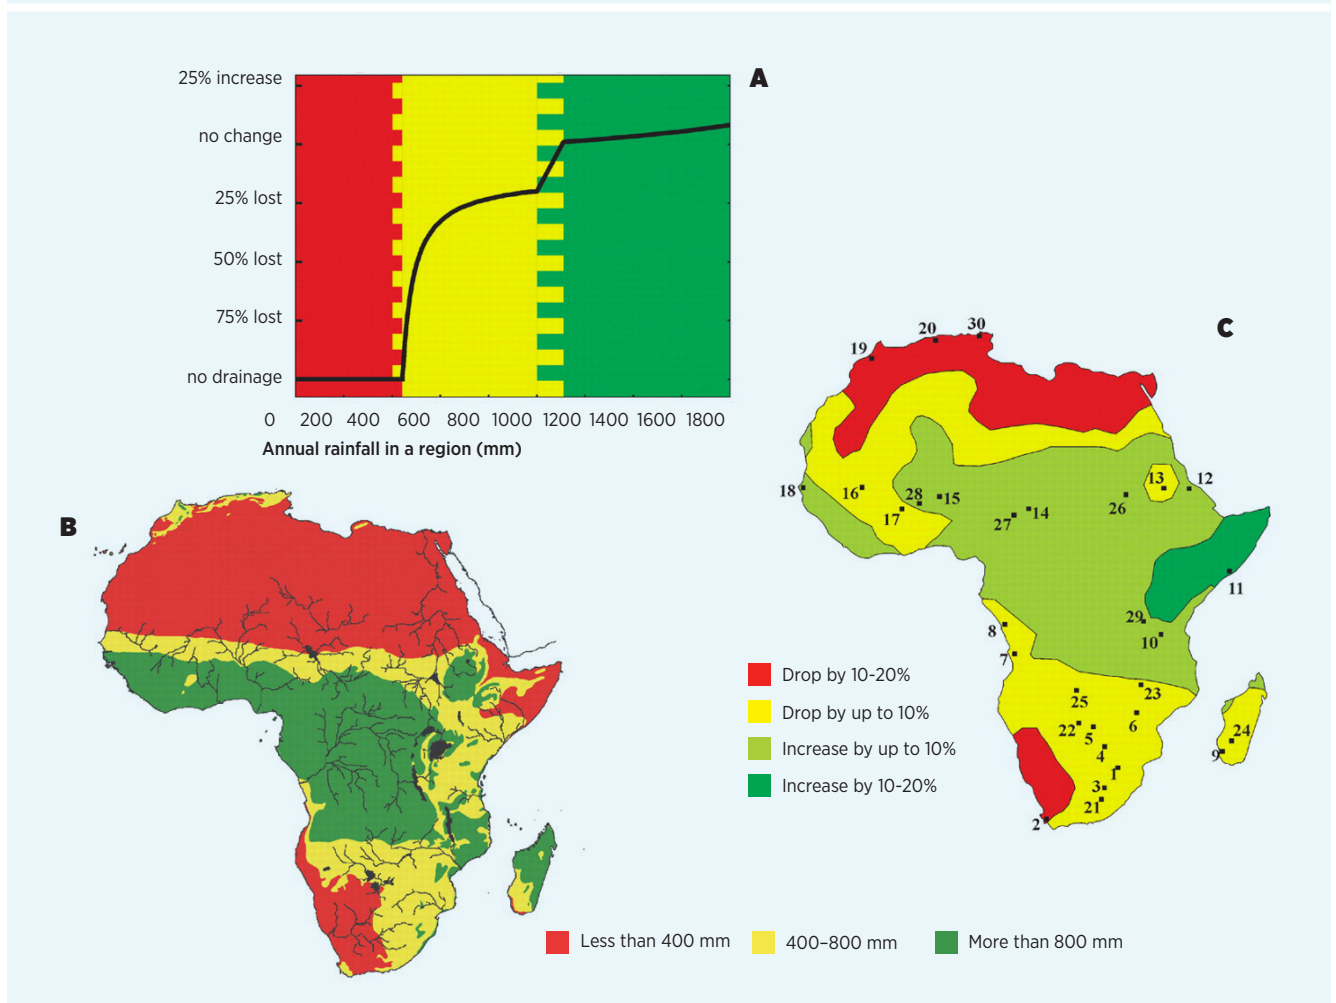 A
25% increase
no change
25% lost
50% lost
75% lost
no drainage
0 200 400 600 800 1000 1200 1400 1600 1800
Annual rainfall in a region (mm)
B
Less than 400 mm
400–800 mm
More than 800 mm
C
20 30
19
18 16 28 15 13 12
17 27 14 26
11
29
8 10
7
25 23
22 5 6 24
4 9
1
3
21
2
Drop by 10-20%
Drop by up to 10%
Increase by up to 10%
Increase by 10-20%